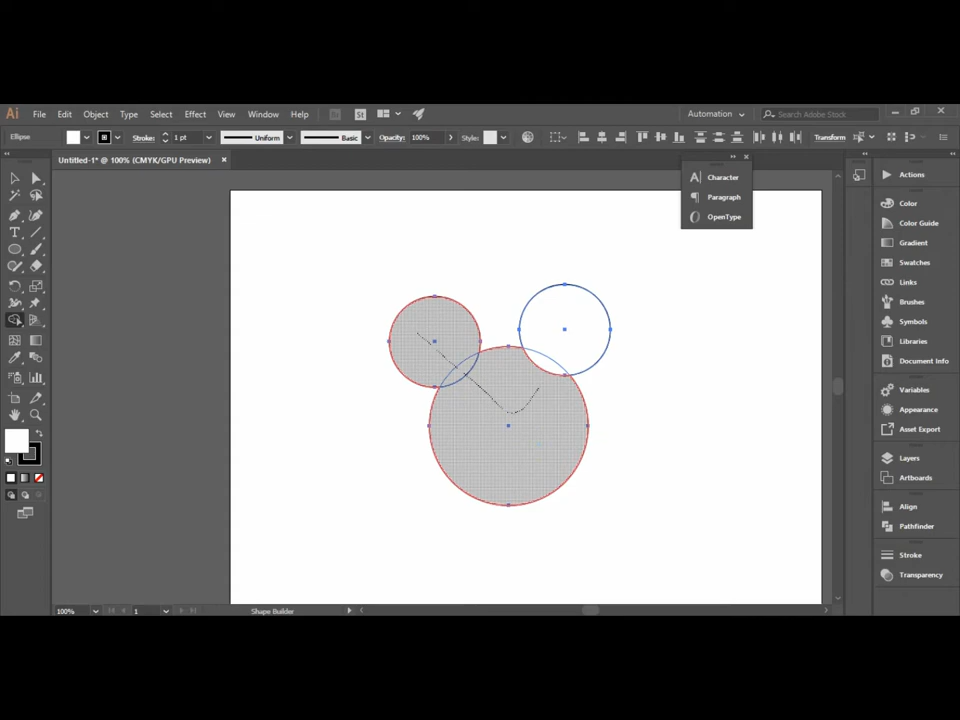 Ai File Edit Object Type Select Effect View Window Help Br St Automation Search Adobe Stock
Ellipse Stroke: 1 pt Uniform Basic Opacity: 100% Style: Transform
Untitled-1* @ 100% (CMYK/GPU Preview)
Character
Paragraph
OpenType
Actions
Color
Color Guide
Gradient
Swatches
Links
Brushes
Symbols
Libraries
Document Info
Variables
Appearance
Asset Export
Layers
Artboards
Align
Pathfinder
Stroke
Transparency
100% 1 Shape Builder